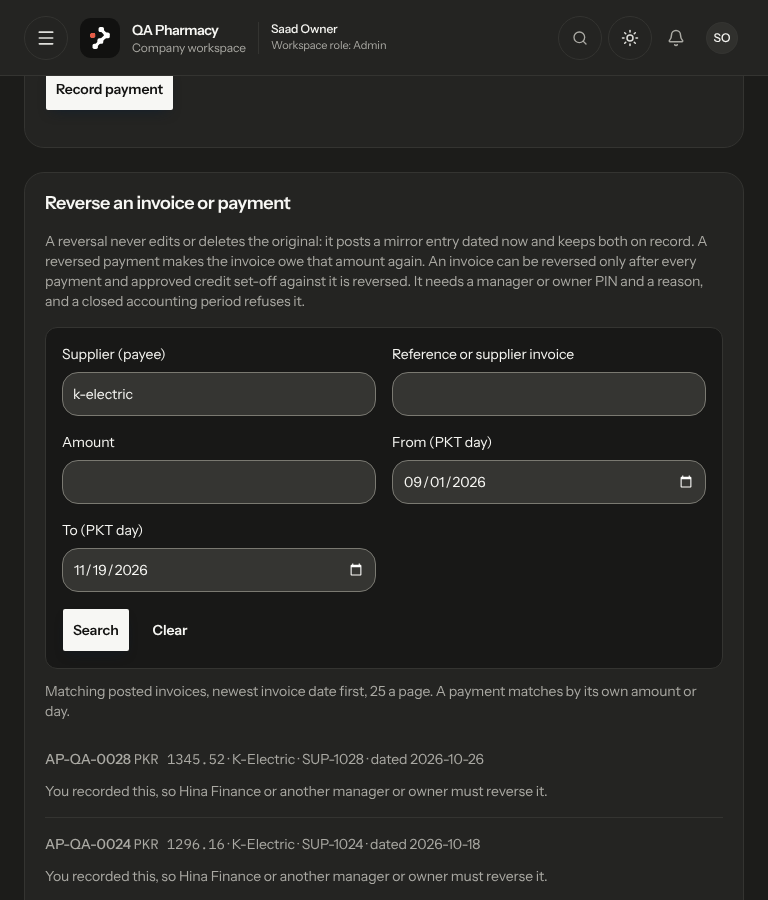 QA Pharmacy
Company workspace
Saad Owner
Workspace role: Admin
SO
Record payment
Reverse an invoice or payment
A reversal never edits or deletes the original: it posts a mirror entry dated now and keeps both on record. A
reversed payment makes the invoice owe that amount again. An invoice can be reversed only after every
payment and approved credit set-off against it is reversed. It needs a manager or owner PIN and a reason,
and a closed accounting period refuses it.
Supplier (payee)
Reference or supplier invoice
k-electric
Amount
From (PKT day)
09/01/2026
To (PKT day)
11/19/2026
Search
Clear
Matching posted invoices, newest invoice date first, 25 a page. A payment matches by its own amount or
day.
AP-QA-0028 PKR 1345.52 · K-Electric · SUP-1028 · dated 2026-10-26
You recorded this, so Hina Finance or another manager or owner must reverse it.
AP-QA-0024 PKR 1296.16 · K-Electric · SUP-1024 · dated 2026-10-18
You recorded this, so Hina Finance or another manager or owner must reverse it.